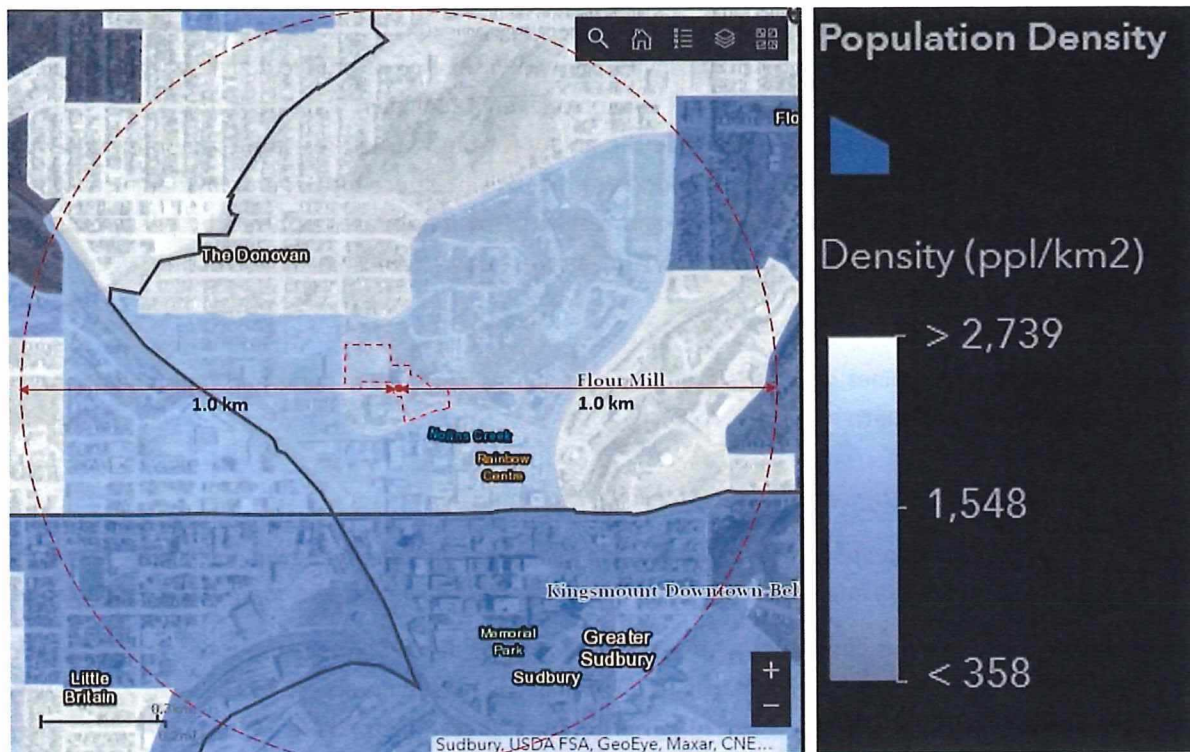 Flo
The Donovan
Flour Mill
1.0 km
1.0 km
Nolins Creek
Rainbow
Centre
Kingsmount Downtown Bel
Memorial
Park
Greater
Sudbury
Sudbury
Little
Britain
Sudbury, USDA FSA, GeoEye, Maxar, CNE...
+
−
Population Density
Density (ppl/km2)
> 2,739
1,548
< 358